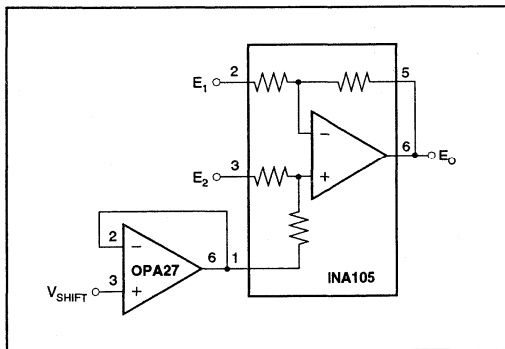 E1 2 5
−
6 EO
E2 3 +
2 −
OPA27 6 1
VSHIFT 3 +
INA105